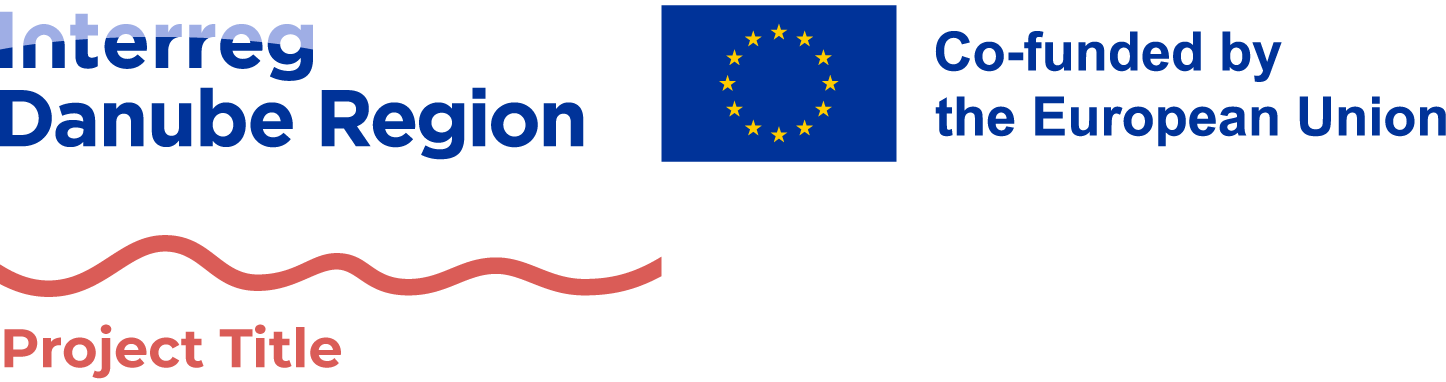 Interreg
Danube Region
Co-funded by
the European Union
Project Title